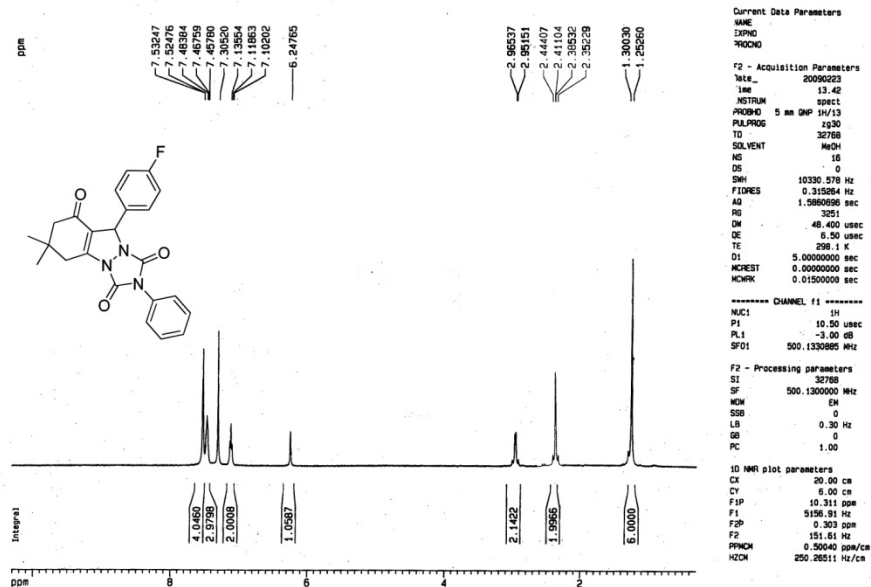 ppm
7.53247
7.52476
7.48384
7.46759
7.45780
7.30520
7.13554
7.11863
7.10202
6.24765
2.96537
2.95151
2.44407
2.41104
2.38532
2.35229
1.30030
1.25260
F
O
N
N
O
N
O
Integral
4.0460
2.9798
2.0008
1.0587
2.1422
1.9966
6.0000
ppm 8 6 4 2
Current Data Parameters
NAME
EXPNO
PROCNO
F2 - Acquisition Parameters
Date_ 20090223
Time 13.42
INSTRUM spect
PROBHD 5 mm QNP 1H/13
PULPROG zg30
TD 32768
SOLVENT MeOH
NS 16
DS 0
SWH 10330.578 Hz
FIDRES 0.315264 Hz
AQ 1.5860696 sec
RG 3251
DW 48.400 usec
DE 6.50 usec
TE 298.1 K
D1 5.00000000 sec
MCREST 0.00000000 sec
MCWRK 0.01500000 sec
======== CHANNEL f1 ========
NUC1 1H
P1 10.50 usec
PL1 -3.00 dB
SFO1 500.1330885 MHz
F2 - Processing parameters
SI 32768
SF 500.1300000 MHz
WDW EM
SSB 0
LB 0.30 Hz
GB 0
PC 1.00
1D NMR plot parameters
CX 20.00 cm
CY 6.00 cm
F1P 10.311 ppm
F1 5156.91 Hz
F2P 0.303 ppm
F2 151.61 Hz
PPMCM 0.50040 ppm/cm
HZCM 250.26511 Hz/cm